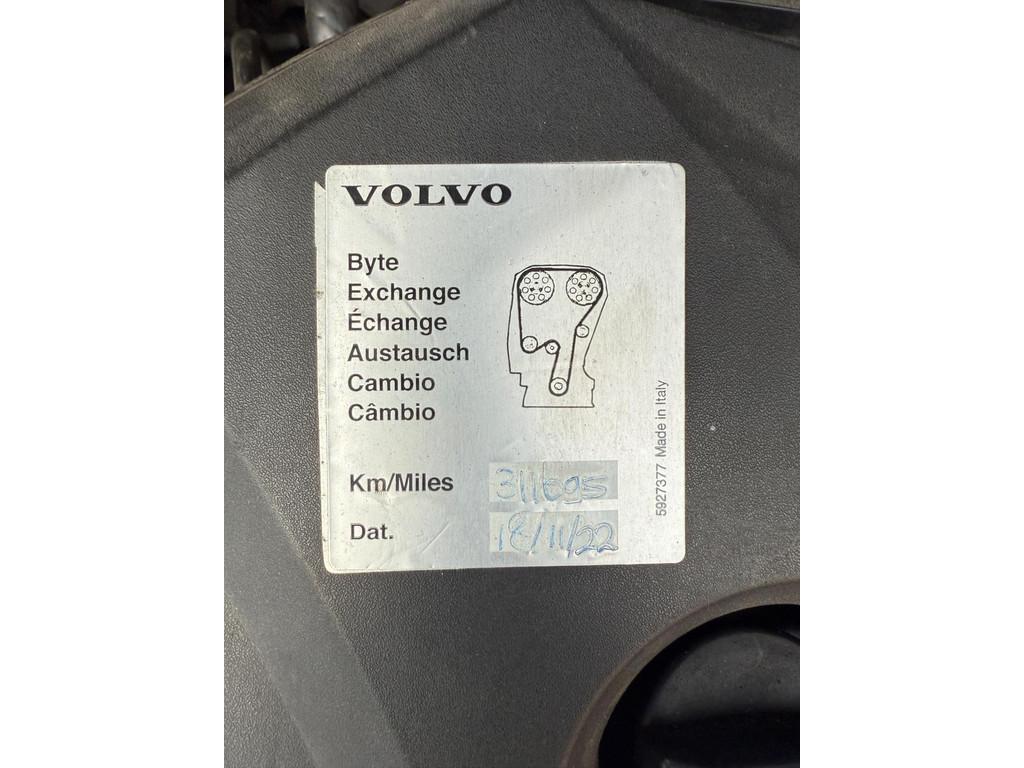 VOLVO
Byte
Exchange
Échange
Austausch
Cambio
Câmbio
Km/Miles 311695
Dat. 18/11/22
5927377 Made in Italy